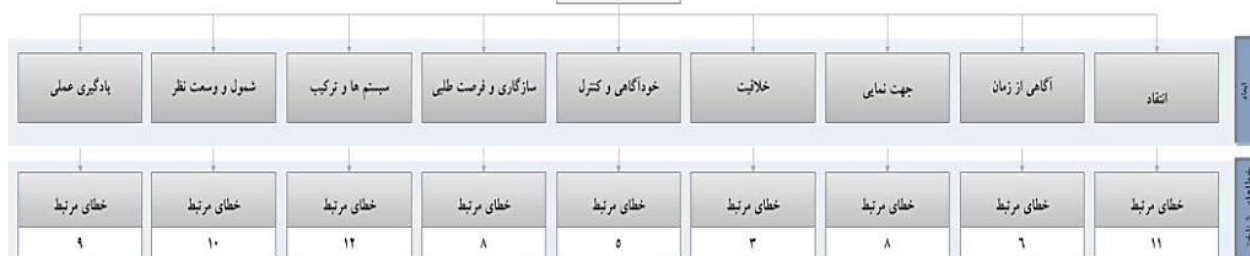 انتقاد
آگاهی از زمان
جهت نمایی
خلاقیت
خودآگاهی و کنترل
سازگاری و فرصت طلبی
سیستم ها و ترکیب
شمول و وسعت نظر
یادگیری عملی
ابعاد
خطای مرتبط
خطای مرتبط
خطای مرتبط
خطای مرتبط
خطای مرتبط
خطای مرتبط
خطای مرتبط
خطای مرتبط
خطای مرتبط
۱۱
۶
۸
۳
۵
۸
۱۲
۱۰
۹